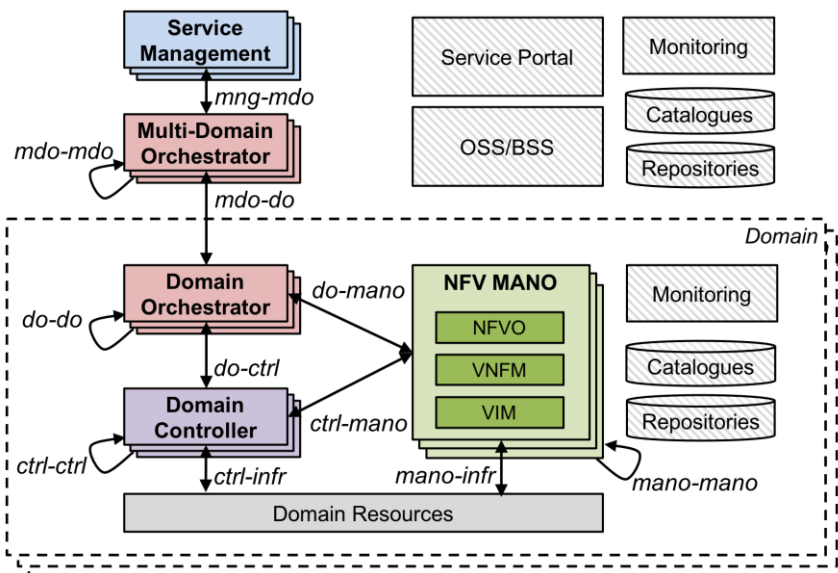 Service
Management
mng-mdo
Multi-Domain
Orchestrator
mdo-mdo
mdo-do
Service Portal
Monitoring
OSS/BSS
Catalogues
Repositories
Domain
Domain
Orchestrator
do-do
do-mano
do-ctrl
Domain
Controller
ctrl-ctrl
ctrl-mano
ctrl-infr
NFV MANO
NFVO
VNFM
VIM
mano-infr
mano-mano
Monitoring
Catalogues
Repositories
Domain Resources